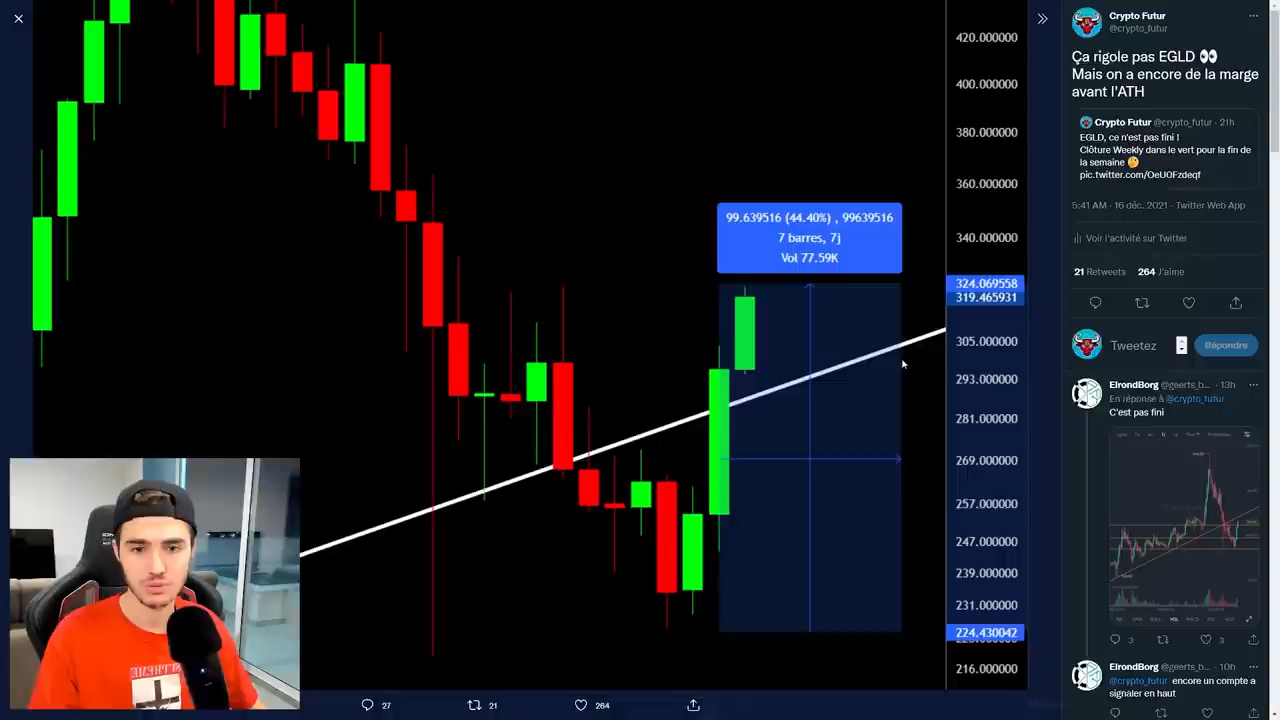 420.000000
400.000000
380.000000
360.000000
340.000000
324.069558
319.465931
305.000000
293.000000
281.000000
269.000000
257.000000
247.000000
239.000000
231.000000
224.430042
216.000000
99.639516 (44.40%) , 99639516
7 barres, 7j
Vol 77.59K
27
21
264
Crypto Futur
@crypto_futur
Ça rigole pas EGLD 👀
Mais on a encore de la marge
avant l'ATH
Crypto Futur @crypto_futur · 21h
EGLD, ce n'est pas fini !
Clôture Weekly dans le vert pour la fin de
la semaine 🤔
pic.twitter.com/OeU0Fzdeqf
5:41 AM · 16 déc. 2021 · Twitter Web App
Voir l'activité sur Twitter
21 Retweets 264 J'aime
Tweetez
Répondre
ElrondBorg @geerts_b... · 13h
En réponse à @crypto_futur
C'est pas fini
3
3
ElrondBorg @geerts_b... · 10h
@crypto_futur encore un compte a
signaler en haut